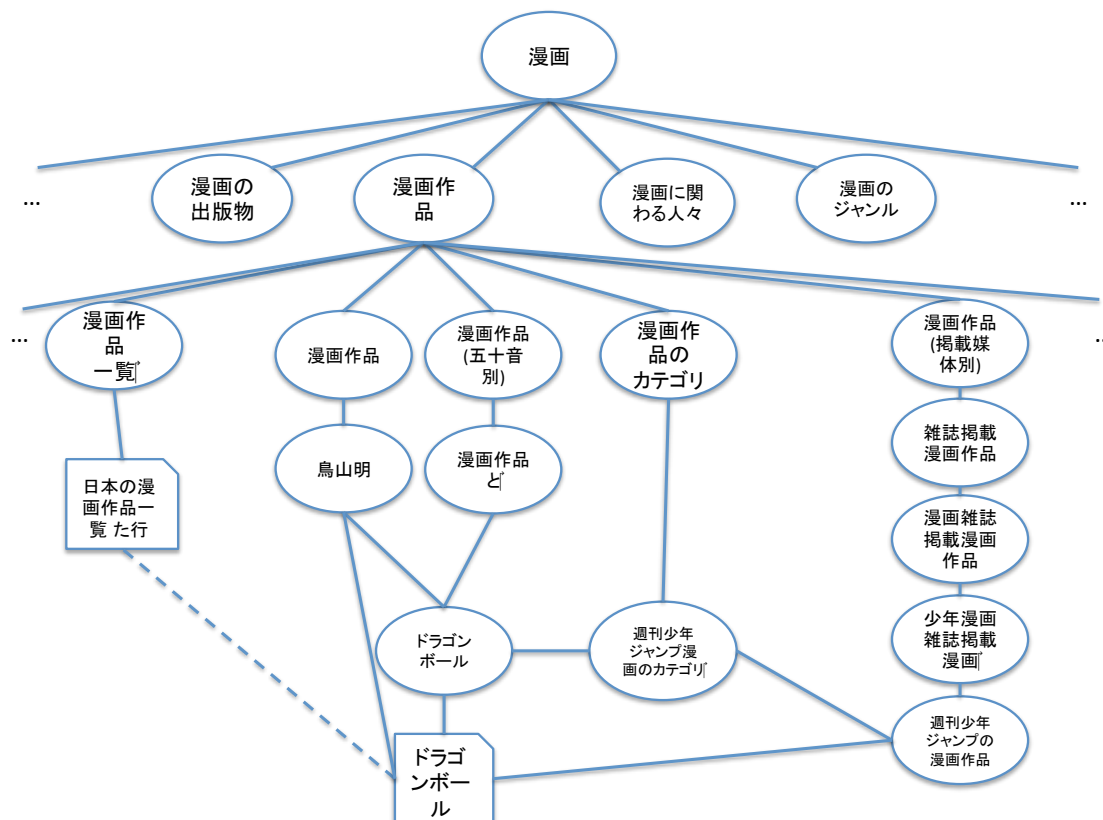 漫画
漫画の
出版物
漫画作
品
漫画に関
わる人々
漫画の
ジャンル
...
...
漫画作
品
一覧
漫画作品
漫画作品
(五十音
別)
漫画作
品の
カテゴリ
漫画作品
(掲載媒
体別)
...
...
日本の漫
画作品一
覧 た行
鳥山明
漫画作品
と
雑誌掲載
漫画作品
漫画雑誌
掲載漫画
作品
少年漫画
雑誌掲載
漫画
ドラゴン
ボール
週刊少年
ジャンプ漫
画のカテゴリ
週刊少年
ジャンプの
漫画作品
ドラゴ
ンボー
ル